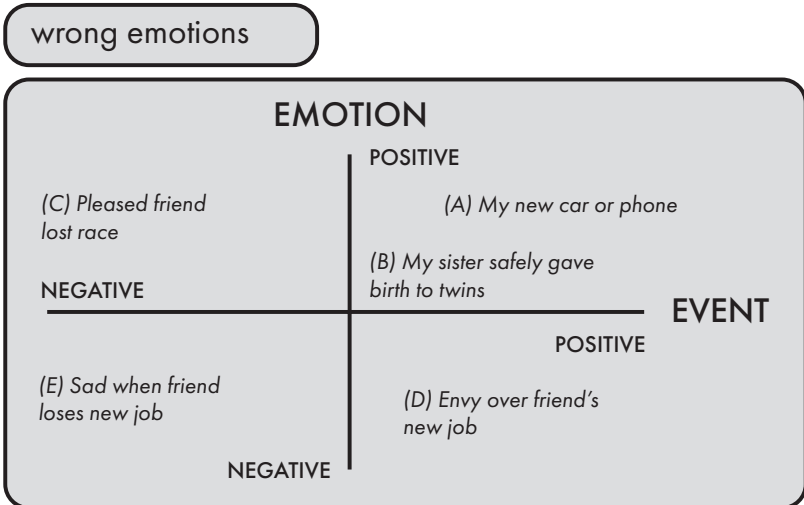 wrong emotions
EMOTION
POSITIVE
(C) Pleased friend
lost race
(A) My new car or phone
(B) My sister safely gave
birth to twins
NEGATIVE
EVENT
POSITIVE
(E) Sad when friend
loses new job
(D) Envy over friend’s
new job
NEGATIVE